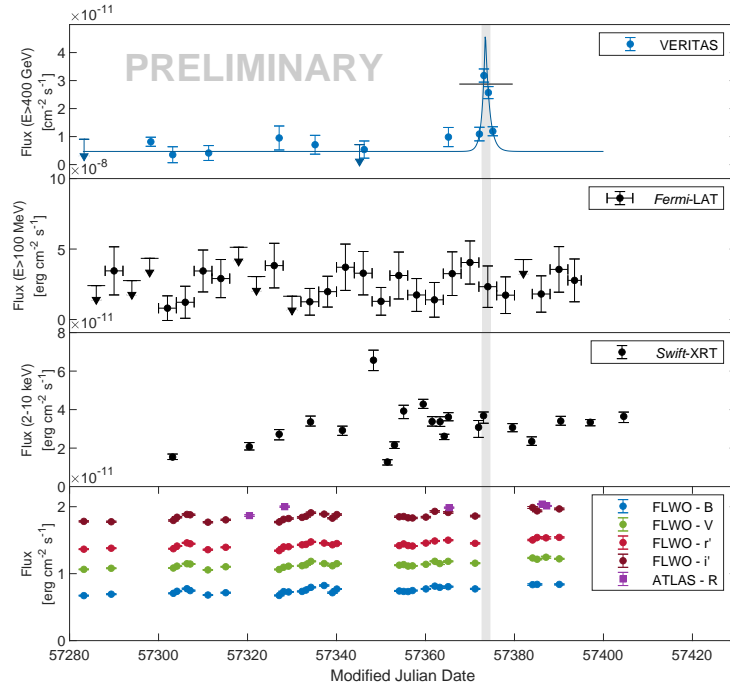 ×10^-11
4
3
2
1
0
Flux (E>400 GeV)
[cm^-2 s^-1]
PRELIMINARY
VERITAS
×10^-8
10
5
0
Flux (E>100 MeV)
[erg cm^-2 s^-1]
Fermi-LAT
×10^-11
8
6
4
2
0
Flux (2-10 keV)
[erg cm^-2 s^-1]
Swift-XRT
×10^-11
2
1
0
Flux
[erg cm^-2 s^-1]
FLWO - B
FLWO - V
FLWO - r'
FLWO - i'
ATLAS - R
57280 57300 57320 57340 57360 57380 57400 57420
Modified Julian Date